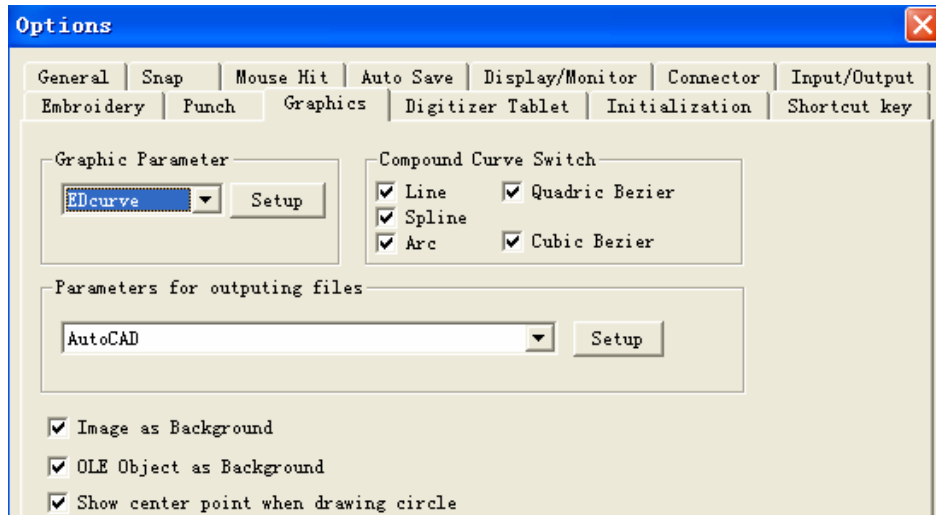 Options
General Snap Mouse Hit Auto Save Display/Monitor Connector Input/Output
Embroidery Punch Graphics Digitizer Tablet Initialization Shortcut key
Graphic Parameter
EDcurve Setup
Compound Curve Switch
Line Quadric Bezier
Spline
Arc Cubic Bezier
Parameters for outputing files
AutoCAD Setup
Image as Background
OLE Object as Background
Show center point when drawing circle